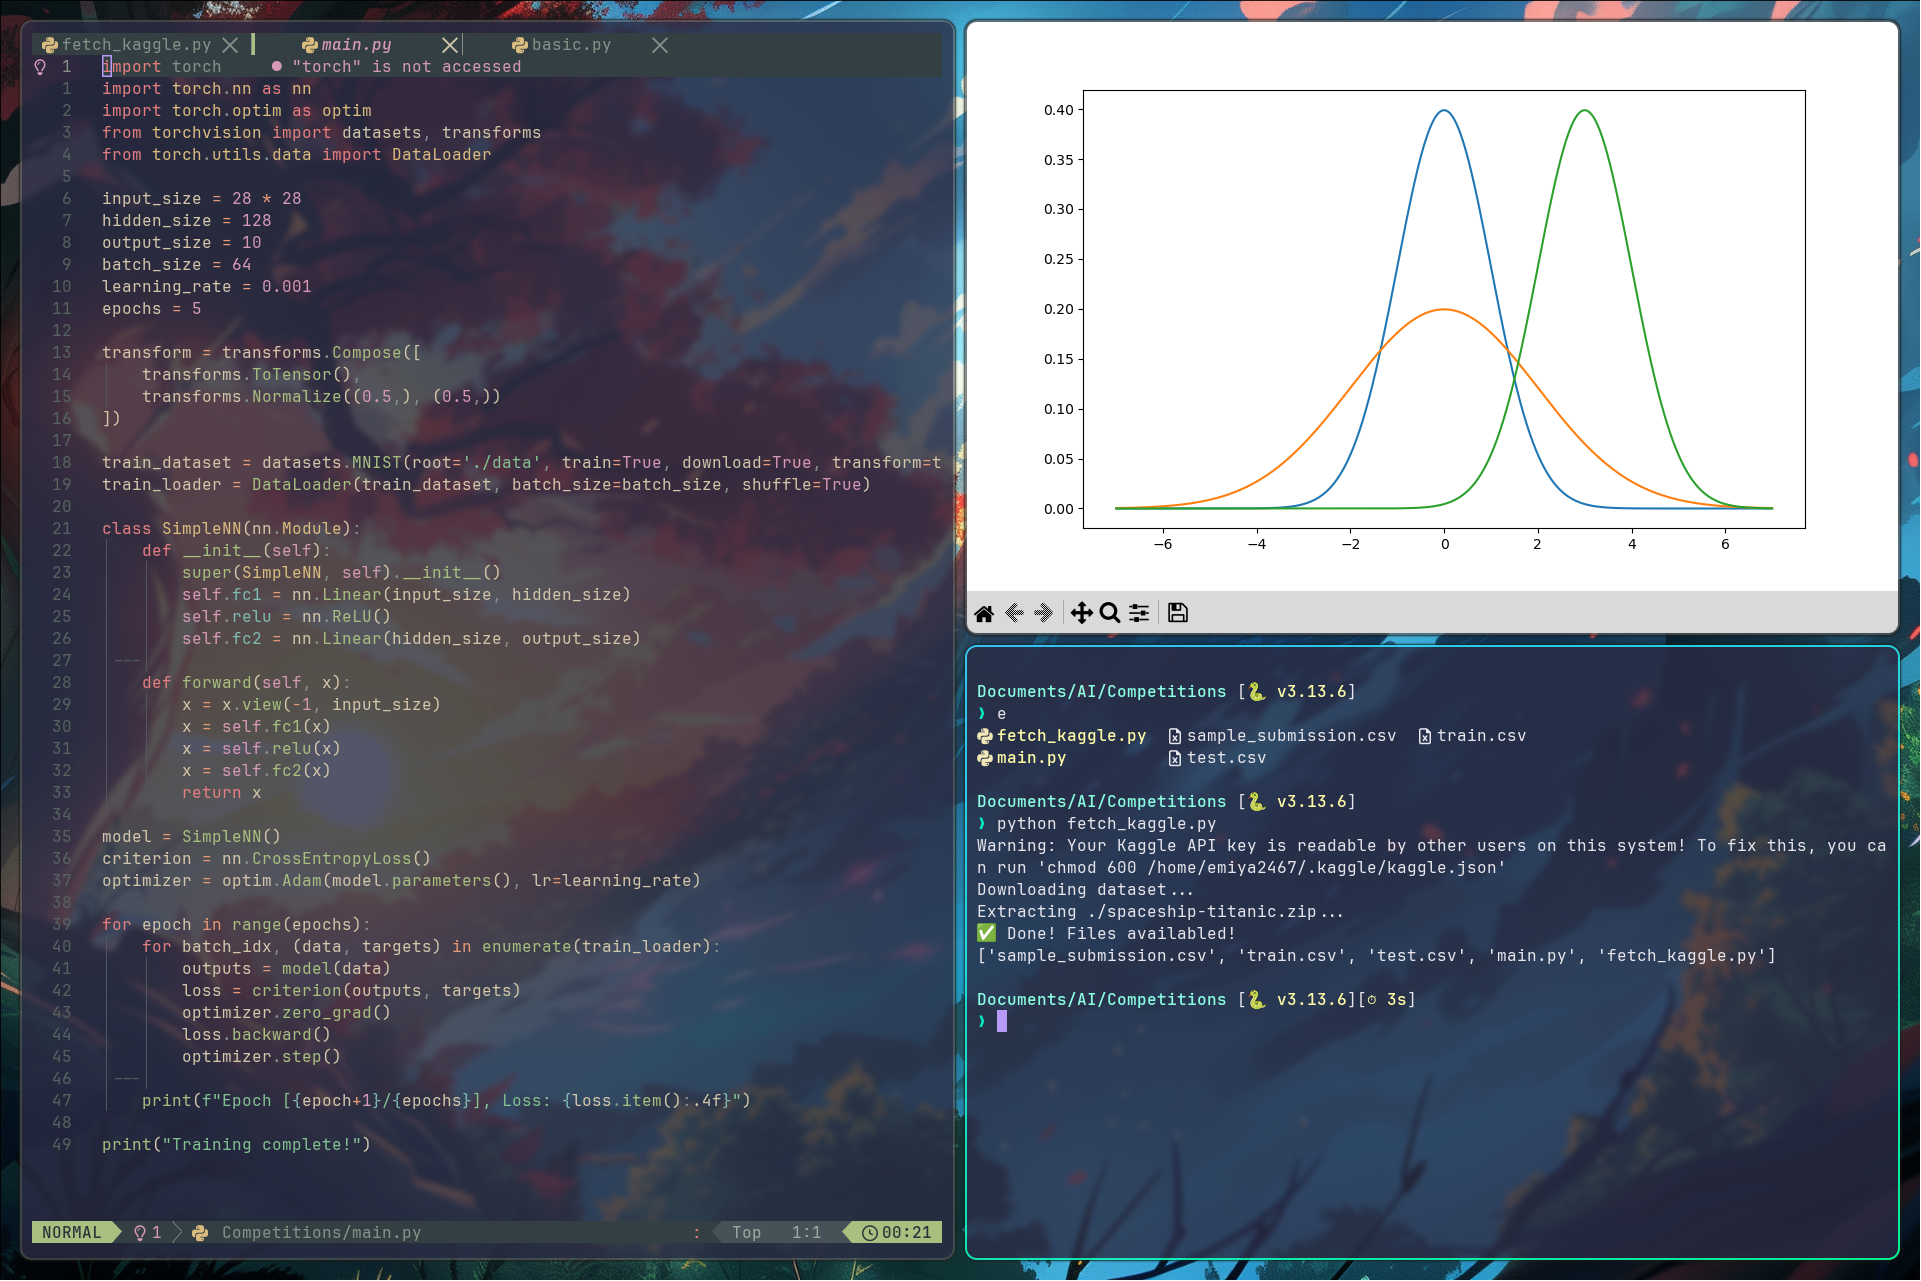 fetch_kaggle.py
main.py
basic.py
1 import torch ● "torch" is not accessed
1 import torch.nn as nn
2 import torch.optim as optim
3 from torchvision import datasets, transforms
4 from torch.utils.data import DataLoader
5
6 input_size = 28 * 28
7 hidden_size = 128
8 output_size = 10
9 batch_size = 64
10 learning_rate = 0.001
11 epochs = 5
12
13 transform = transforms.Compose([
14     transforms.ToTensor(),
15     transforms.Normalize((0.5,), (0.5,))
16 ])
17
18 train_dataset = datasets.MNIST(root='./data', train=True, download=True, transform=t
19 train_loader = DataLoader(train_dataset, batch_size=batch_size, shuffle=True)
20
21 class SimpleNN(nn.Module):
22     def __init__(self):
23         super(SimpleNN, self).__init__()
24         self.fc1 = nn.Linear(input_size, hidden_size)
25         self.relu = nn.ReLU()
26         self.fc2 = nn.Linear(hidden_size, output_size)
27
28     def forward(self, x):
29         x = x.view(-1, input_size)
30         x = self.fc1(x)
31         x = self.relu(x)
32         x = self.fc2(x)
33         return x
34
35 model = SimpleNN()
36 criterion = nn.CrossEntropyLoss()
37 optimizer = optim.Adam(model.parameters(), lr=learning_rate)
38
39 for epoch in range(epochs):
40     for batch_idx, (data, targets) in enumerate(train_loader):
41         outputs = model(data)
42         loss = criterion(outputs, targets)
43         optimizer.zero_grad()
44         loss.backward()
45         optimizer.step()
46
47     print(f"Epoch [{epoch+1}/{epochs}], Loss: {loss.item():.4f}")
48
49 print("Training complete!")
NORMAL 1 Competitions/main.py : Top 1:1 00:21
0.40
0.35
0.30
0.25
0.20
0.15
0.10
0.05
0.00
−6 −4 −2 0 2 4 6
Documents/AI/Competitions [🐍 v3.13.6]
❱ e
fetch_kaggle.py sample_submission.csv train.csv
main.py test.csv
Documents/AI/Competitions [🐍 v3.13.6]
❱ python fetch_kaggle.py
Warning: Your Kaggle API key is readable by other users on this system! To fix this, you ca
n run 'chmod 600 /home/emiya2467/.kaggle/kaggle.json'
Downloading dataset...
Extracting ./spaceship-titanic.zip...
✅ Done! Files availabled!
['sample_submission.csv', 'train.csv', 'test.csv', 'main.py', 'fetch_kaggle.py']
Documents/AI/Competitions [🐍 v3.13.6][⏱ 3s]
❱